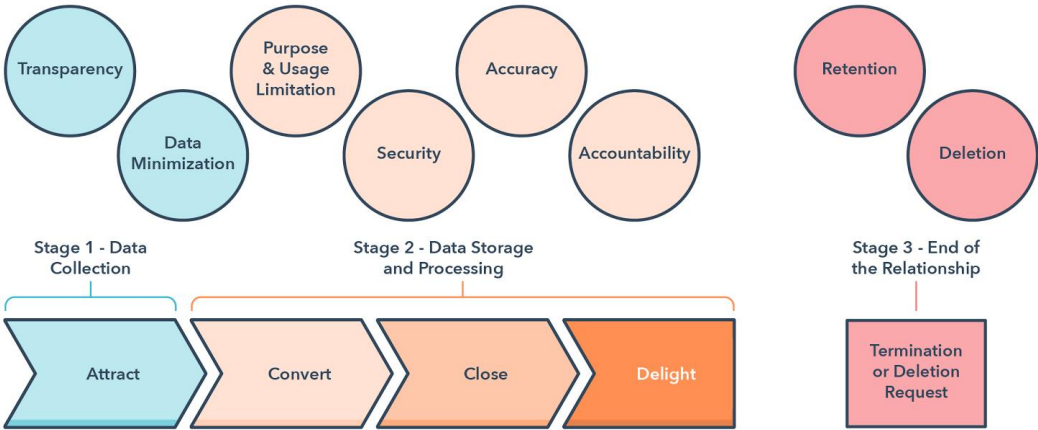 Transparency
Data
Minimization
Purpose
& Usage
Limitation
Security
Accuracy
Accountability
Retention
Deletion
Stage 1 - Data
Collection
Stage 2 - Data Storage
and Processing
Stage 3 - End of
the Relationship
Attract
Convert
Close
Delight
Termination
or Deletion
Request